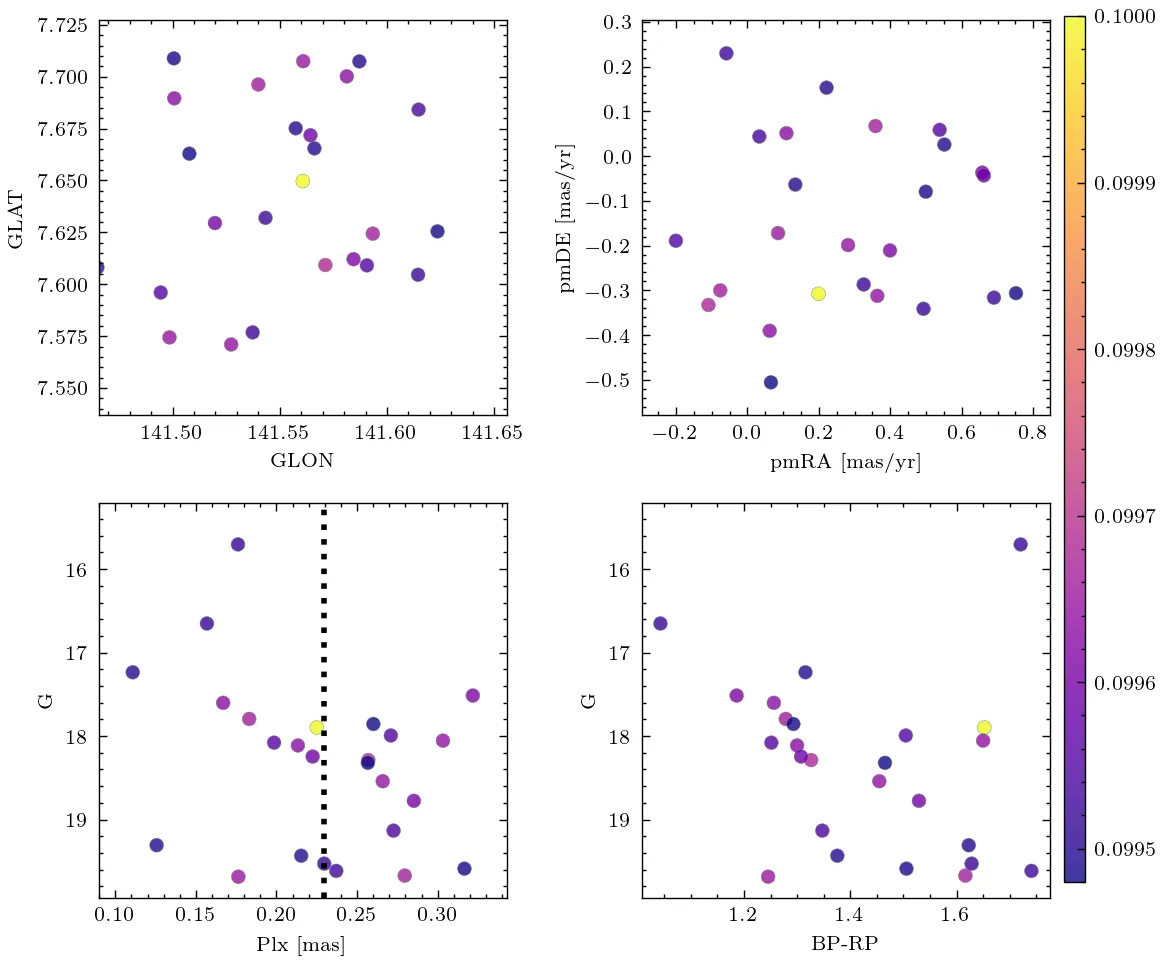 7.725
7.700
7.675
7.650
7.625
7.600
7.575
7.550
GLAT
141.50 141.55 141.60 141.65
GLON
0.3
0.2
0.1
0.0
−0.1
−0.2
−0.3
−0.4
−0.5
pmDE [mas/yr]
−0.2 0.0 0.2 0.4 0.6 0.8
pmRA [mas/yr]
16
17
18
19
G
0.10 0.15 0.20 0.25 0.30
Plx [mas]
16
17
18
19
G
1.2 1.4 1.6
BP-RP
0.1000
0.0999
0.0998
0.0997
0.0996
0.0995